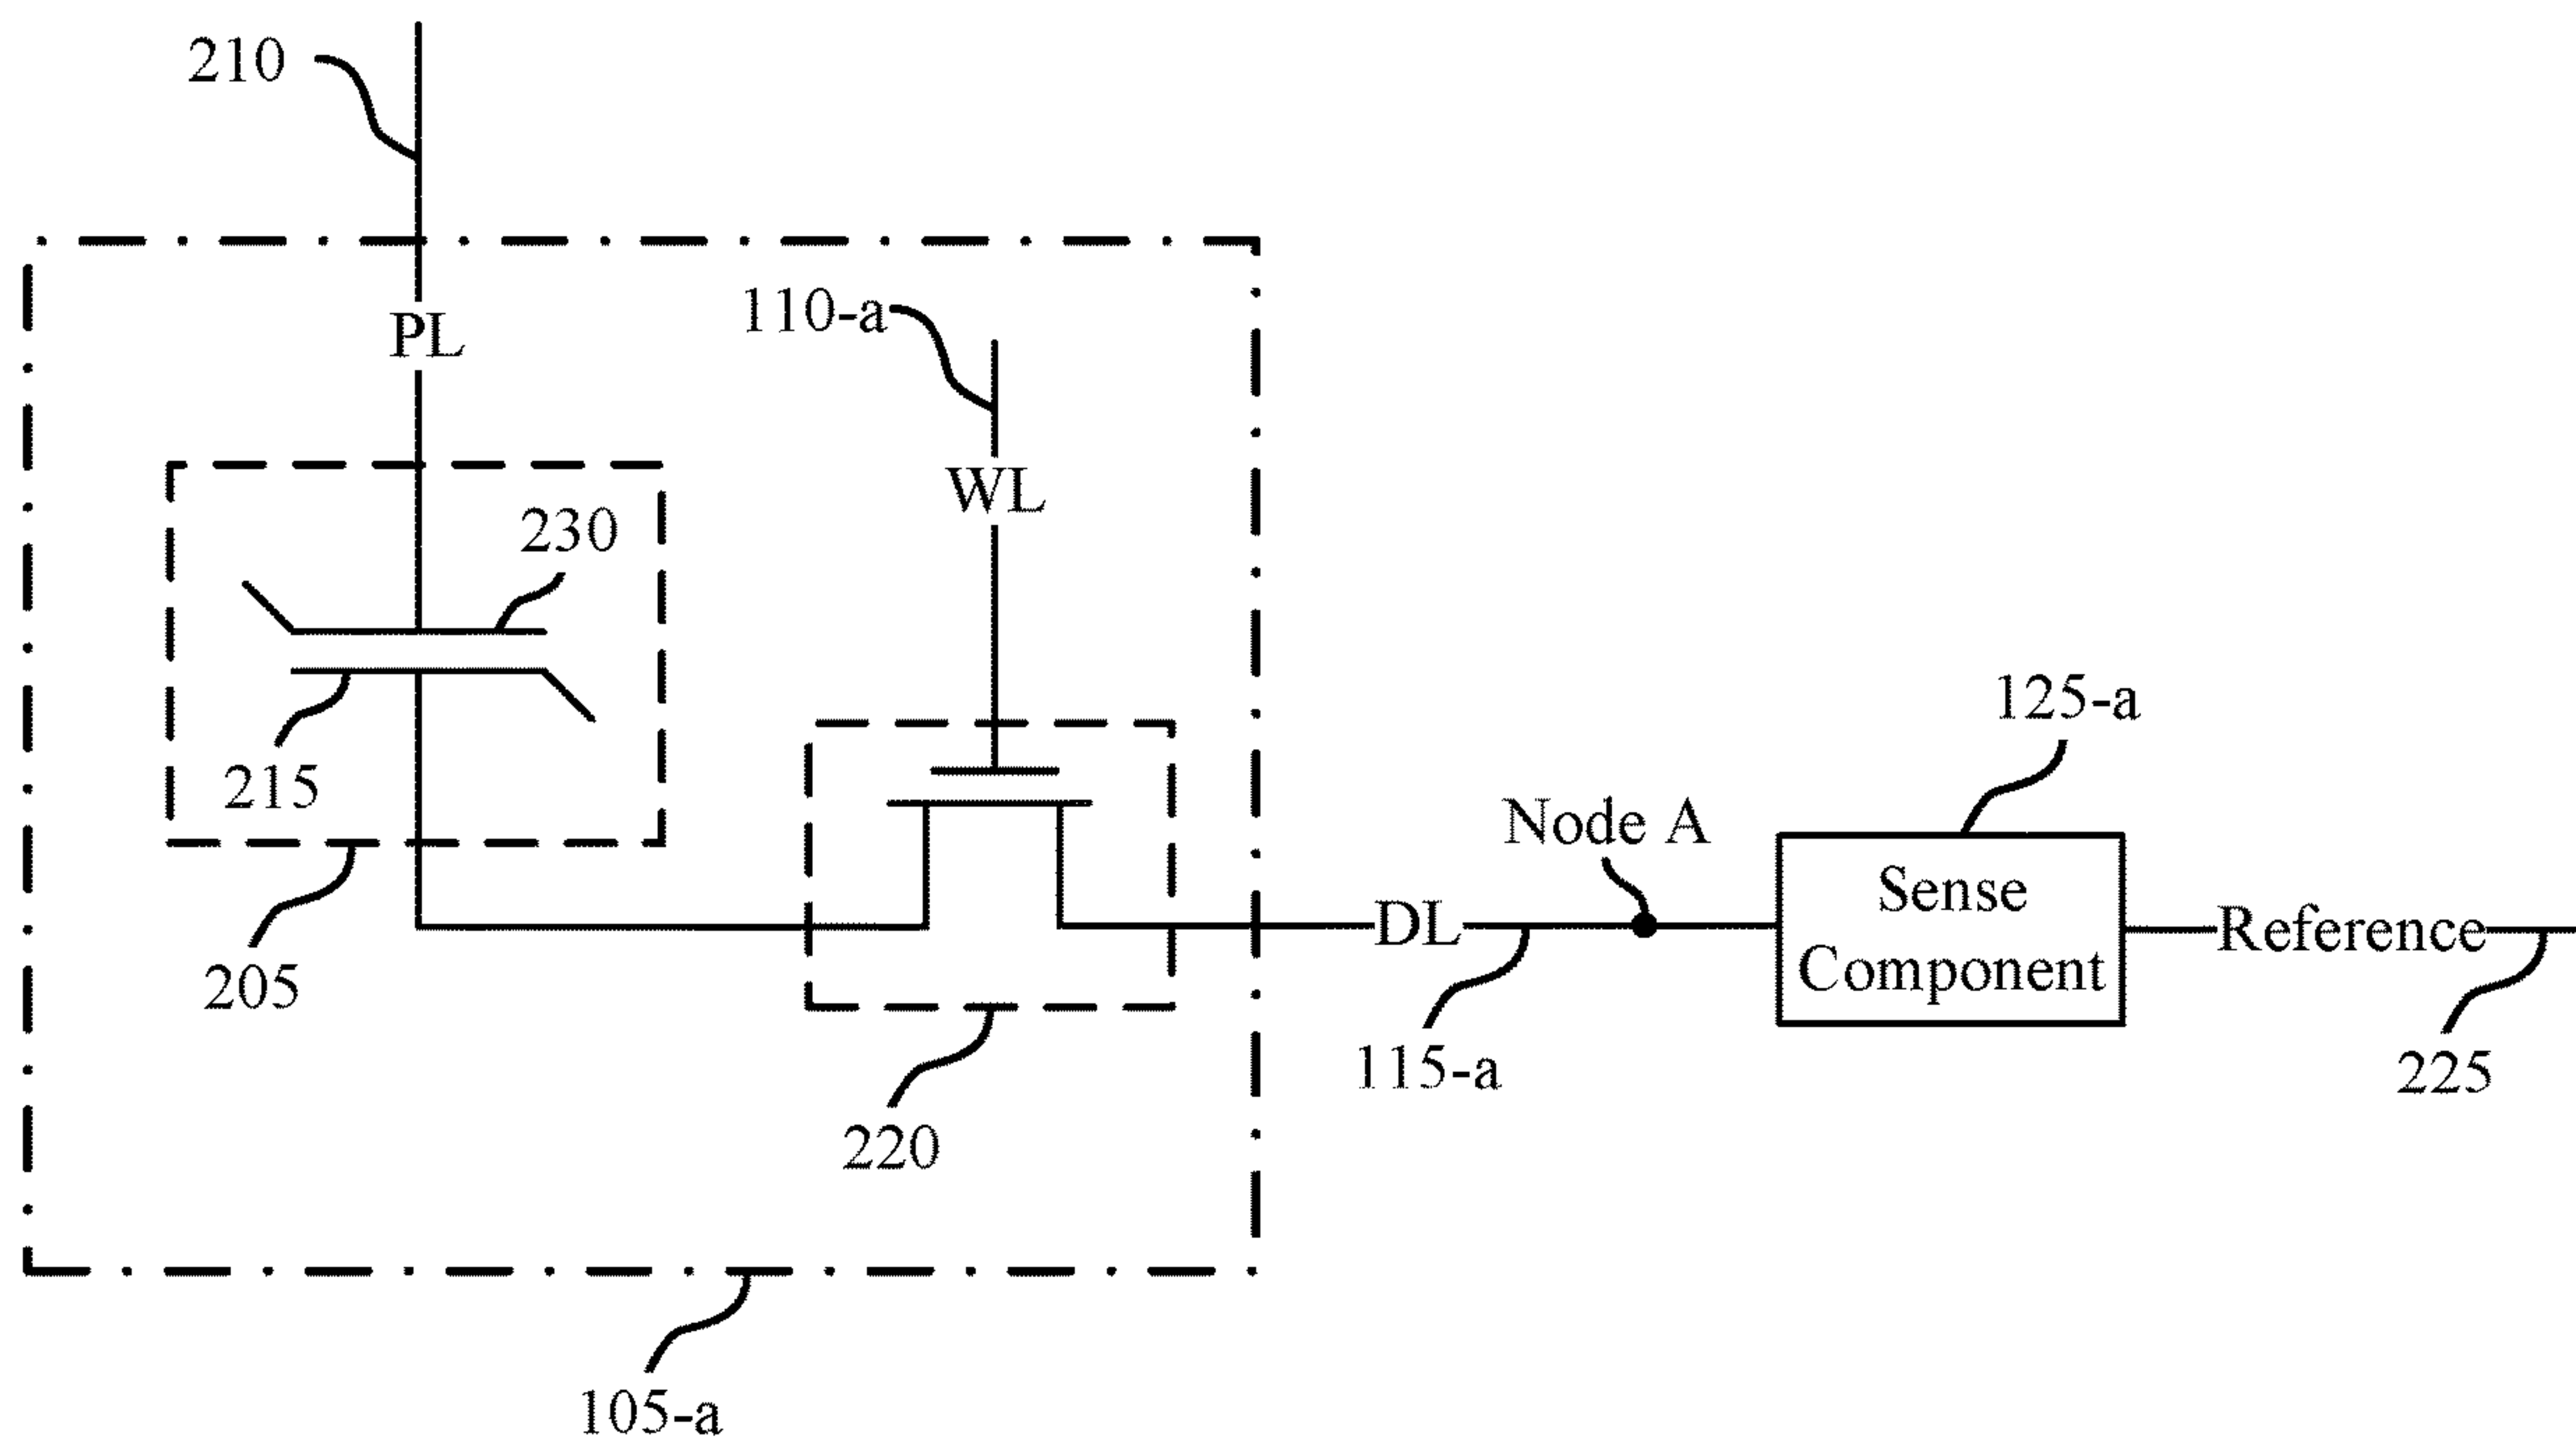 210
110-a
PL
WL
230
125-a
215
Node A
Sense
Component
DL
Reference
205
115-a
225
220
105-a